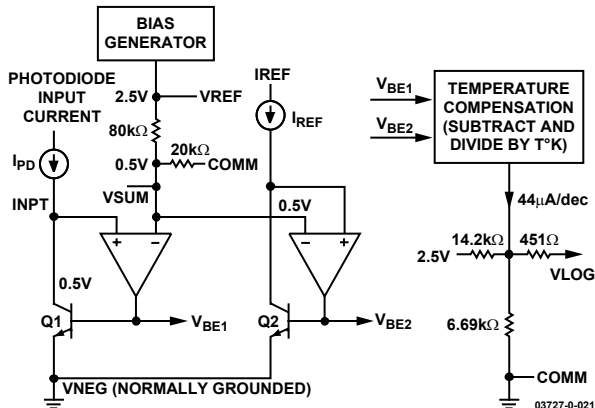 BIAS
GENERATOR
PHOTODIODE
INPUT
CURRENT
IREF
2.5V
VREF
I_REF
80kΩ
20kΩ
0.5V
COMM
I_PD
VSUM
INPT
0.5V
+
–
–
+
0.5V
Q1
V_BE1
Q2
V_BE2
VNEG (NORMALLY GROUNDED)
V_BE1
V_BE2
TEMPERATURE
COMPENSATION
(SUBTRACT AND
DIVIDE BY T°K)
44μA/dec
14.2kΩ
451Ω
2.5V
VLOG
6.69kΩ
COMM
03727-0-021